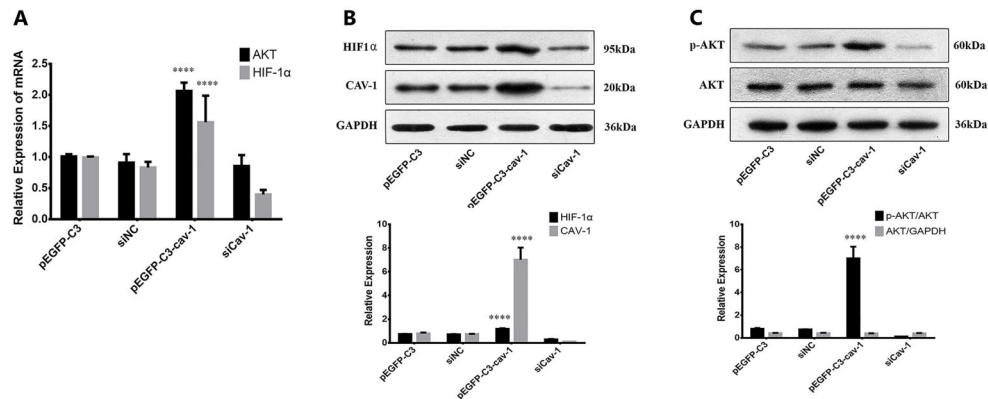 A
AKT
HIF-1α
Relative Expression of mRNA
2.5
2.0
1.5
1.0
0.5
0.0
****
****
pEGFP-C3
siNC
pEGFP-C3-cav-1
siCav-1
B
HIF1α
95kDa
CAV-1
20kDa
GAPDH
36kDa
pEGFP-C3
siNC
pEGFP-C3-cav-1
siCav-1
HIF-1α
CAV-1
Relative Expression
10
8
6
4
2
0
****
****
pEGFP-C3
siNC
pEGFP-C3-cav-1
siCav-1
C
p-AKT
60kDa
AKT
60kDa
GAPDH
36kDa
pEGFP-C3
siNC
pEGFP-C3-cav-1
siCav-1
p-AKT/AKT
AKT/GAPDH
Relative Expression
10
8
6
4
2
0
****
pEGFP-C3
siNC
pEGFP-C3-cav-1
siCav-1